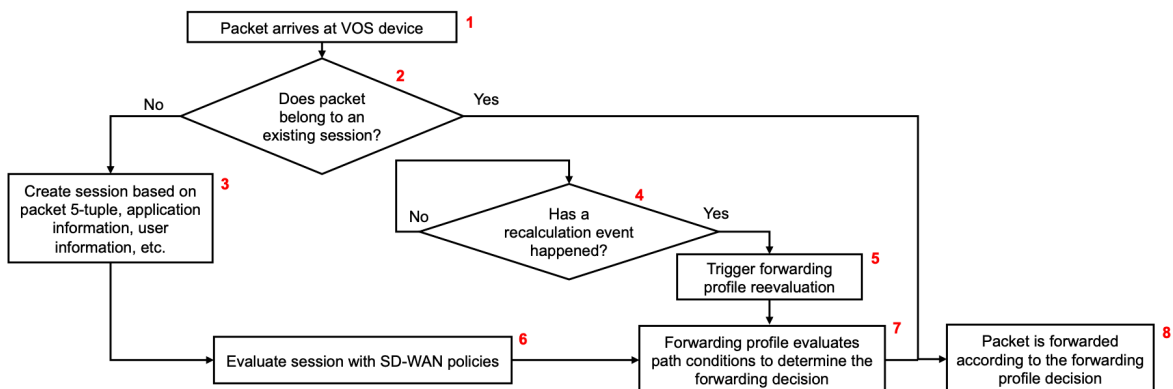 1
Packet arrives at VOS device
2
No
Yes
Does packet
belong to an
existing session?
3
Create session based on
packet 5-tuple, application
information, user
information, etc.
4
No
Yes
Has a
recalculation event
happened?
5
Trigger forwarding
profile reevaluation
6
Evaluate session with SD-WAN policies
7
Forwarding profile evaluates
path conditions to determine the
forwarding decision
8
Packet is forwarded
according to the forwarding
profile decision